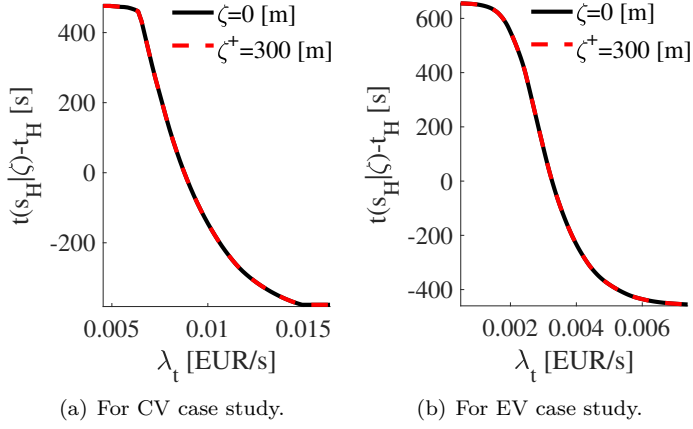 ζ=0 [m]
ζ⁺=300 [m]
t(s_H|ζ)-t_H [s]
400
200
0
-200
0.005
0.01
0.015
λ_t [EUR/s]
(a) For CV case study.
ζ=0 [m]
ζ⁺=300 [m]
t(s_H|ζ)-t_H [s]
600
400
200
0
-200
-400
0.002
0.004
0.006
λ_t [EUR/s]
(b) For EV case study.